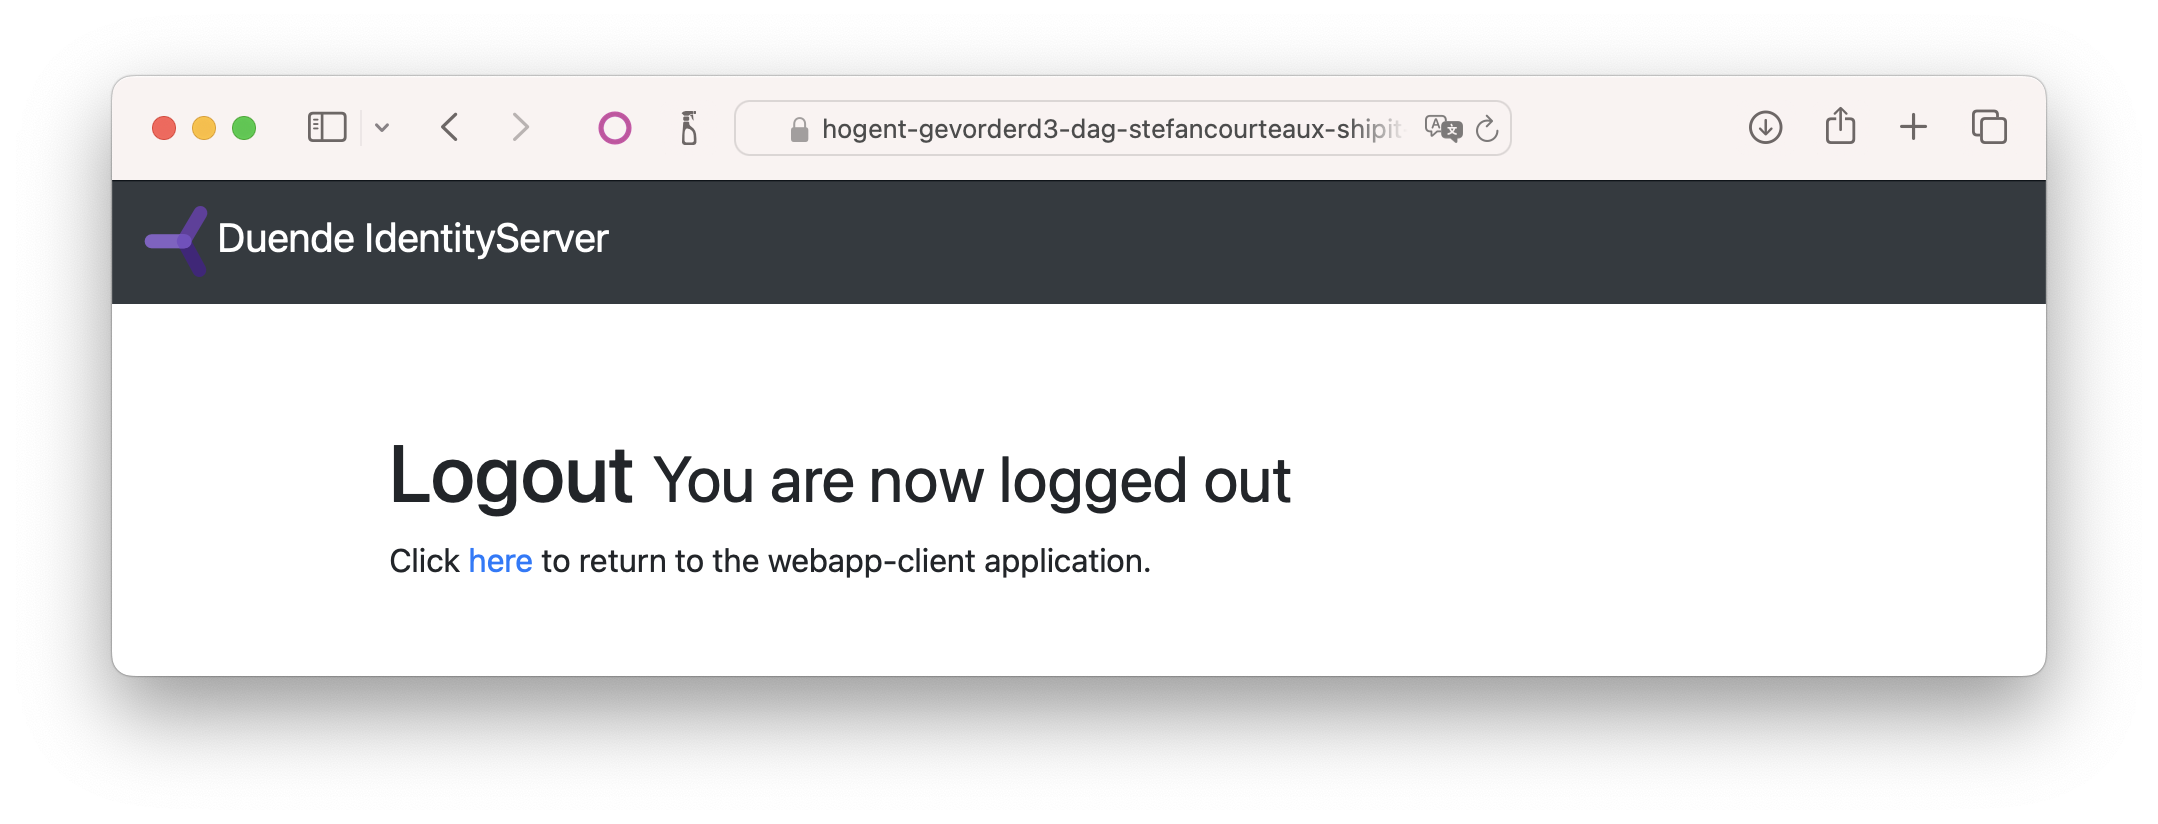 hogent-gevorderd3-dag-stefancourteaux-shipit
Duende IdentityServer
Logout You are now logged out
Click here to return to the webapp-client application.